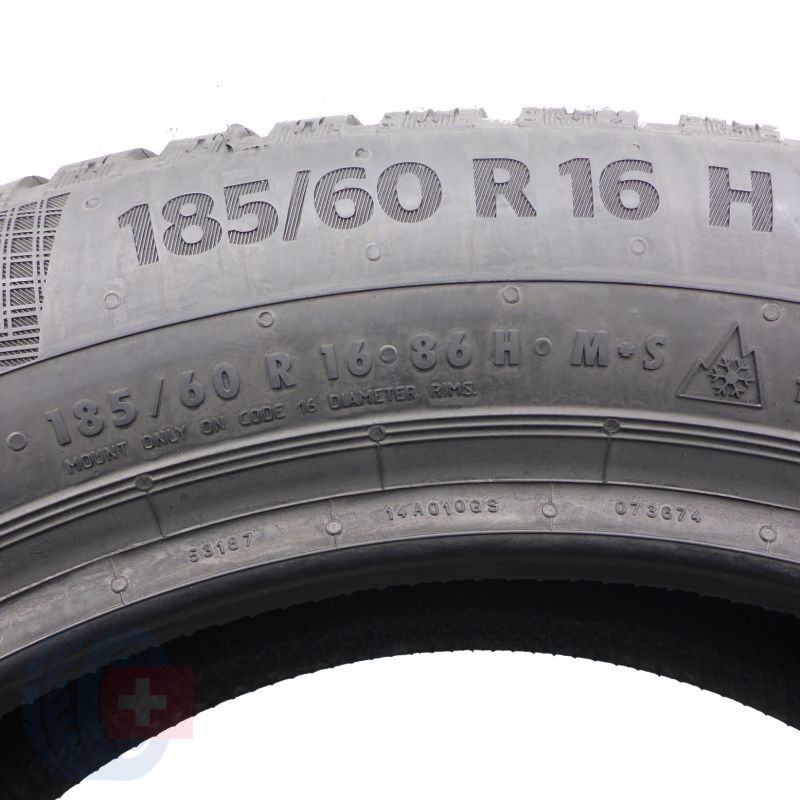 185/60 R 16 H
185/60 R 16 • 86 H • M+S
MOUNT ONLY ON CODE 16 DIAMETER RIMS.
53187 14A010GS 073674